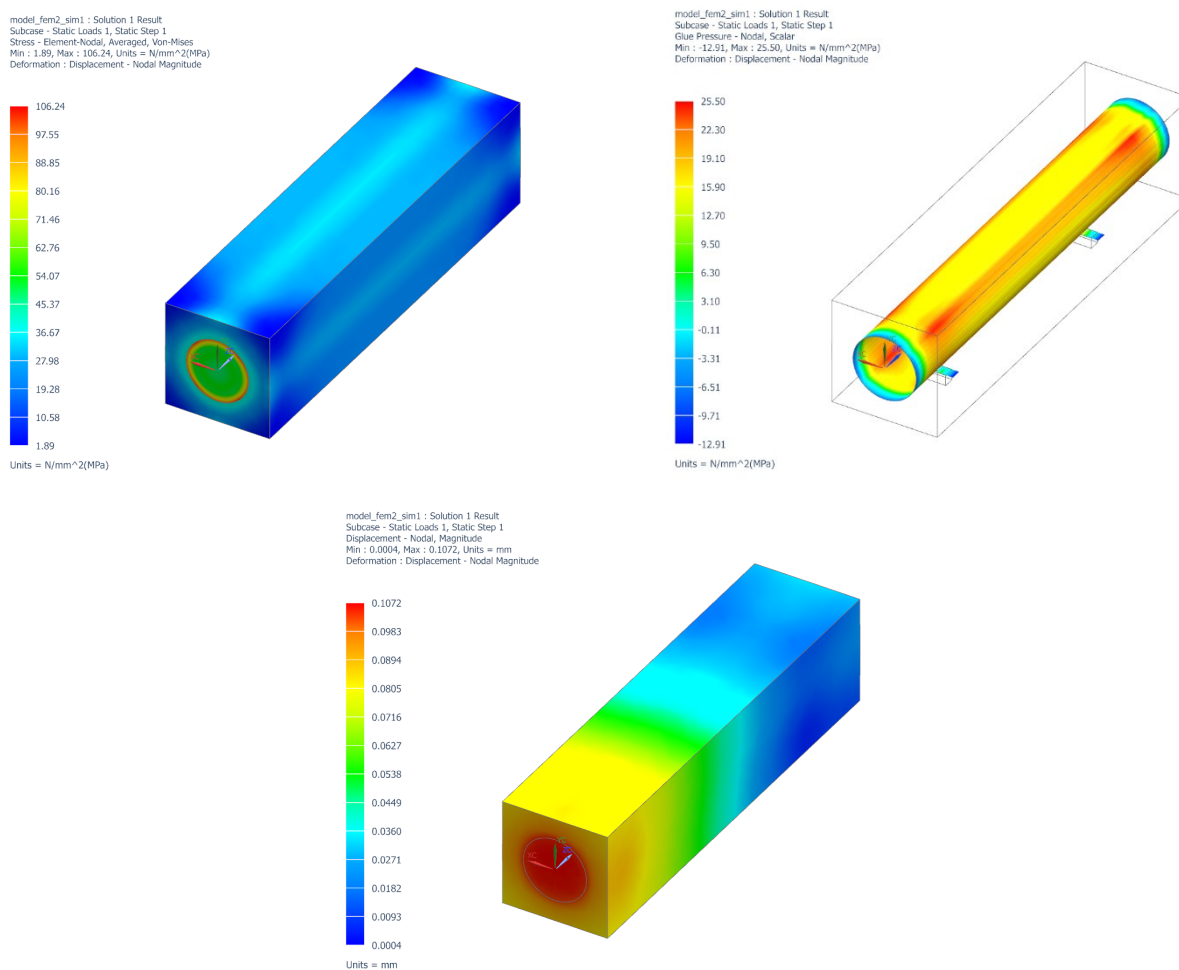 model_fem2_sim1 : Solution 1 Result
Subcase - Static Loads 1, Static Step 1
Stress - Element-Nodal, Averaged, Von-Mises
Min : 1.89, Max : 106.24, Units = N/mm^2(MPa)
Deformation : Displacement - Nodal Magnitude
106.24
97.55
88.85
80.16
71.46
62.76
54.07
45.37
36.67
27.98
19.28
10.58
1.89
Units = N/mm^2(MPa)
model_fem2_sim1 : Solution 1 Result
Subcase - Static Loads 1, Static Step 1
Glue Pressure - Nodal, Scalar
Min : -12.91, Max : 25.50, Units = N/mm^2(MPa)
Deformation : Displacement - Nodal Magnitude
25.50
22.30
19.10
15.90
12.70
9.50
6.30
3.10
-0.11
-3.31
-6.51
-9.71
-12.91
Units = N/mm^2(MPa)
model_fem2_sim1 : Solution 1 Result
Subcase - Static Loads 1, Static Step 1
Displacement - Nodal, Magnitude
Min : 0.0004, Max : 0.1072, Units = mm
Deformation : Displacement - Nodal Magnitude
0.1072
0.0983
0.0894
0.0805
0.0716
0.0627
0.0538
0.0449
0.0360
0.0271
0.0182
0.0093
0.0004
XC
Units = mm